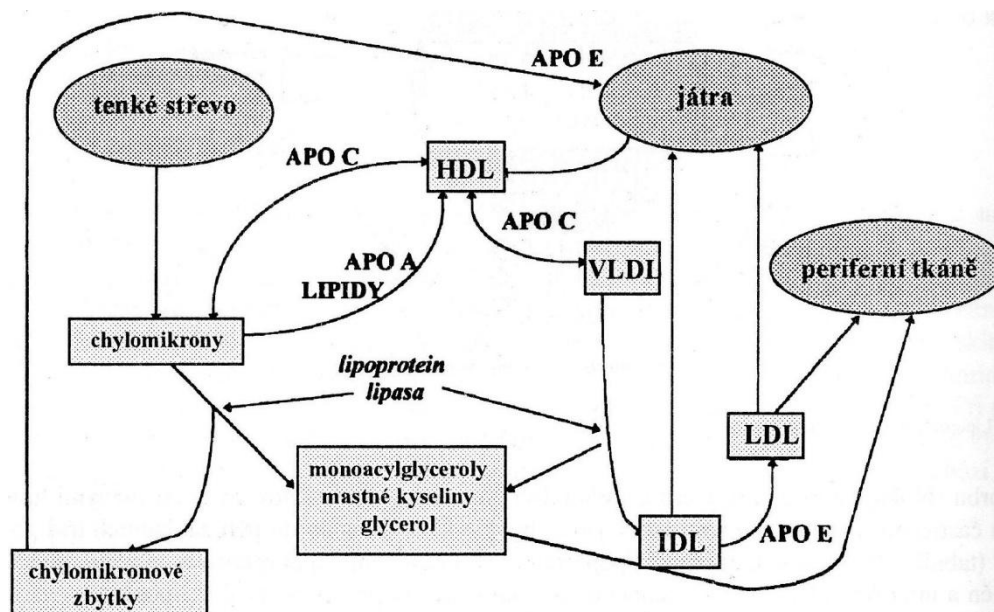 APO E
tenké střevo
játra
APO C
HDL
APO C
APO A
LIPIDY
VLDL
periferní tkáně
chylomikrony
lipoprotein
lipasa
LDL
monoacylglyceroly
mastné kyseliny
glycerol
IDL
APO E
chylomikronové
zbytky